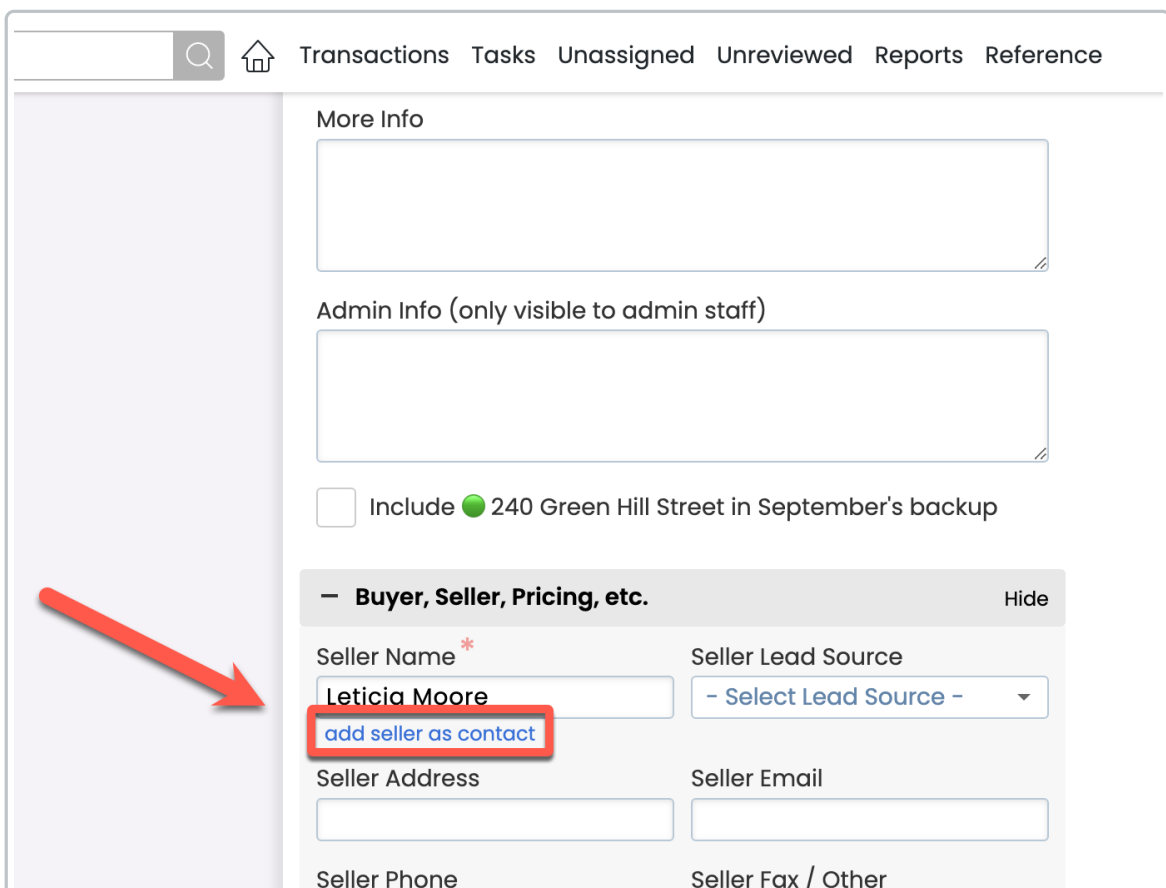 Transactions Tasks Unassigned Unreviewed Reports Reference
More Info
Admin Info (only visible to admin staff)
Include 240 Green Hill Street in September's backup
− Buyer, Seller, Pricing, etc. Hide
Seller Name * Seller Lead Source
Leticia Moore - Select Lead Source -
add seller as contact
Seller Address Seller Email
Seller Phone Seller Fax / Other